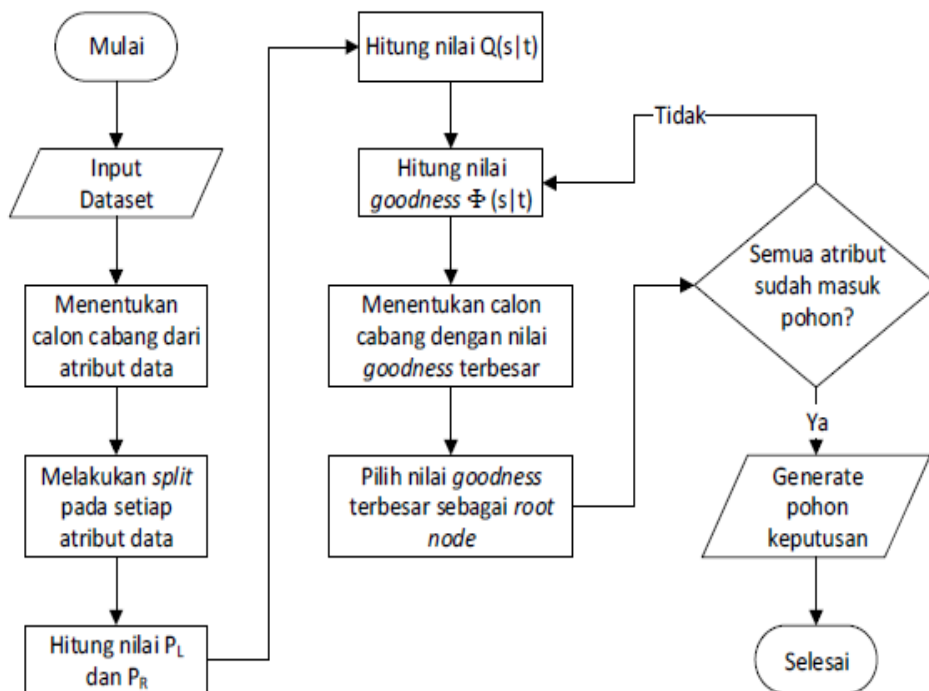 Mulai
Input
Dataset
Menentukan
calon cabang dari
atribut data
Melakukan split
pada setiap
atribut data
Hitung nilai P_L
dan P_R
Hitung nilai Q(s|t)
Hitung nilai
goodness Φ (s|t)
Menentukan calon
cabang dengan nilai
goodness terbesar
Pilih nilai goodness
terbesar sebagai root
node
Tidak
Semua atribut
sudah masuk
pohon?
Ya
Generate
pohon
keputusan
Selesai